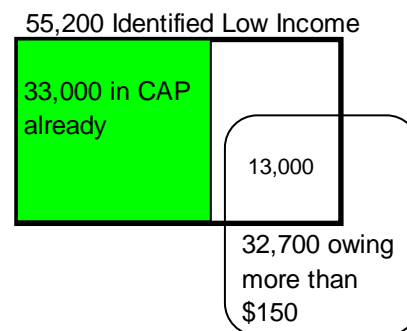 55,200 Identified Low Income
33,000 in CAP
already
13,000
32,700 owing
more than
$150